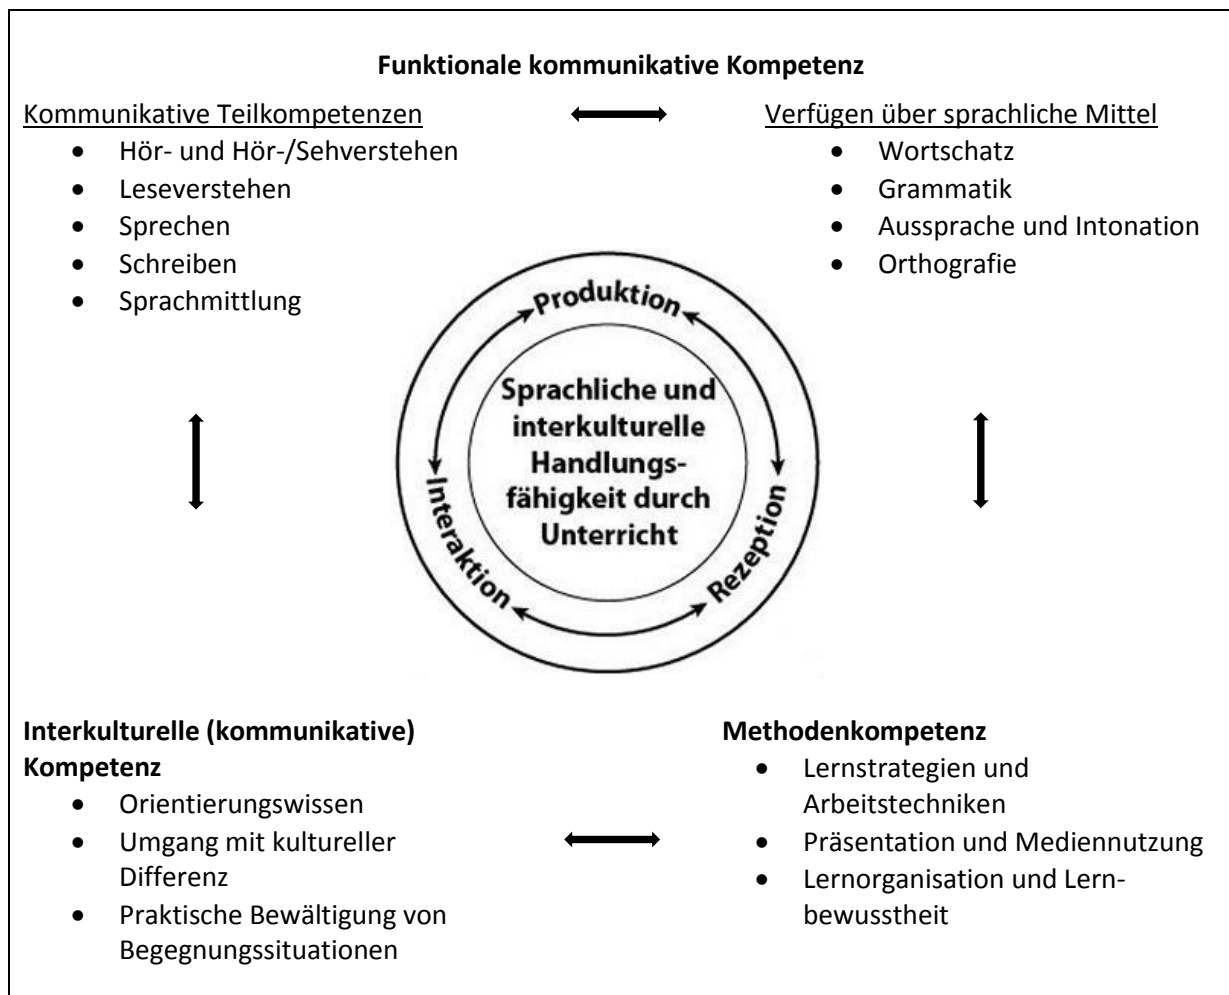 Funktionale kommunikative Kompetenz
Kommunikative Teilkompetenzen
• Hör- und Hör-/Sehverstehen
• Leseverstehen
• Sprechen
• Schreiben
• Sprachmittlung
Verfügen über sprachliche Mittel
• Wortschatz
• Grammatik
• Aussprache und Intonation
• Orthografie
Produktion
Sprachliche und
interkulturelle
Handlungs-
fähigkeit durch
Unterricht
Interaktion
Rezeption
Interkulturelle (kommunikative)
Kompetenz
• Orientierungswissen
• Umgang mit kultureller
Differenz
• Praktische Bewältigung von
Begegnungssituationen
Methodenkompetenz
• Lernstrategien und
Arbeitstechniken
• Präsentation und Mediennutzung
• Lernorganisation und Lern-
bewusstheit